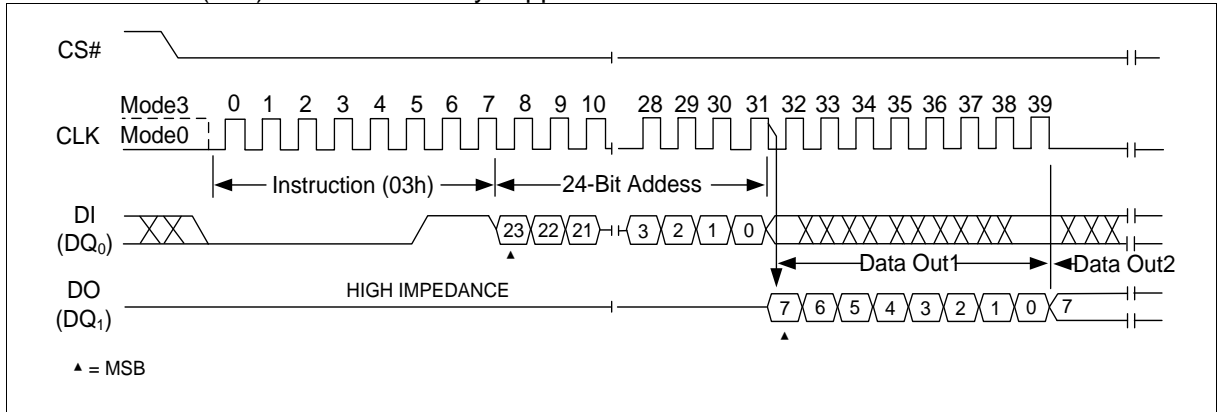 CS#
Mode3 0 1 2 3 4 5 6 7 8 9 10 28 29 30 31 32 33 34 35 36 37 38 39
CLK Mode0
Instruction (03h) 24-Bit Addess
DI
(DQ0) 23 22 21 3 2 1 0
Data Out1 Data Out2
DO HIGH IMPEDANCE
(DQ1) 7 6 5 4 3 2 1 0 7
▲ = MSB